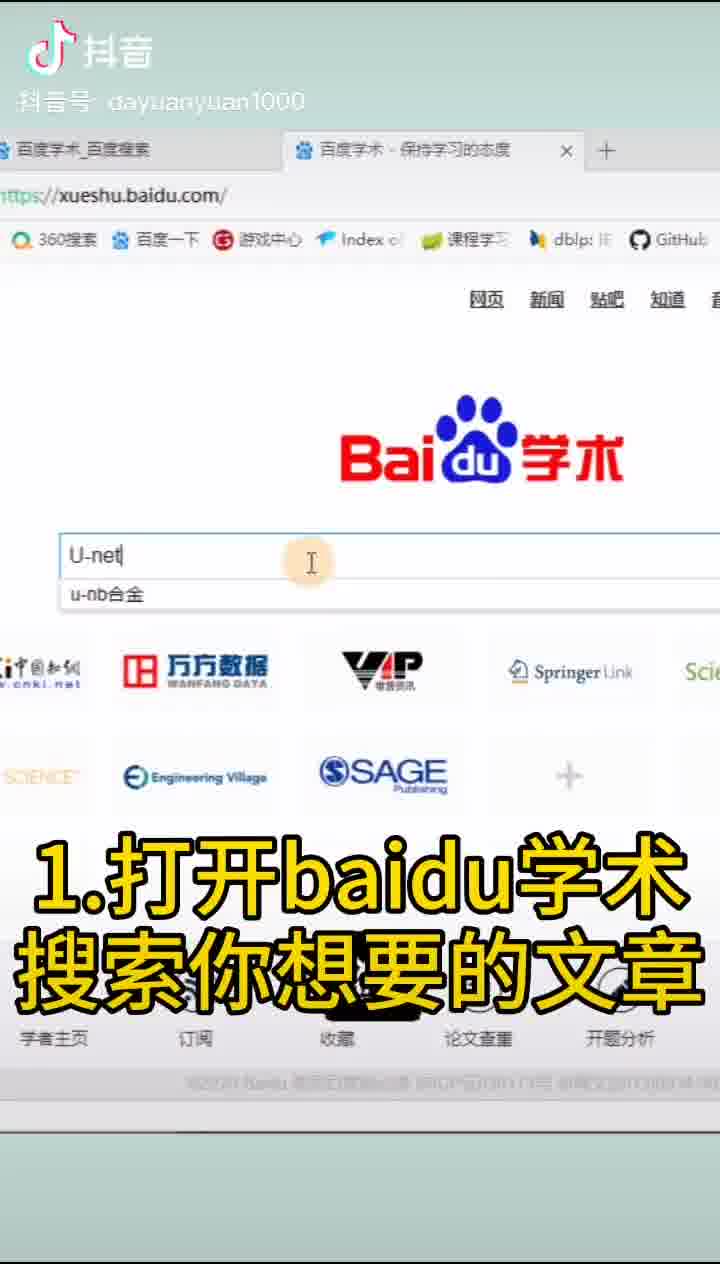 抖音
抖音号: dayuanyuan1000
百度学术_百度搜索
百度学术 - 保持学习的态度
https://xueshu.baidu.com/
360搜索 百度一下 游戏中心 Index o 课程学习 dblp: GitHub
网页 新闻 贴吧 知道
Bai du 学术
U-net
u-nb合金
中国知网 万方数据 VIP Springer Link Scie
w.cnki.net WANFANG DATA 维普资讯
SCIENCE Engineering Village SAGE
Publishing
1.打开baidu学术
搜索你想要的文章
学者主页 订阅 收藏 论文查重 开题分析